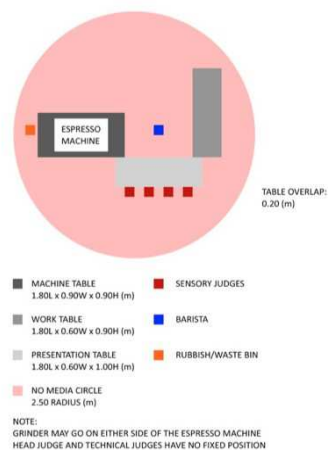 ESPRESSO
MACHINE
TABLE OVERLAP:
0.20 (m)
MACHINE TABLE
1.80L x 0.90W x 0.90H (m)
SENSORY JUDGES
WORK TABLE
1.80L x 0.60W x 0.90H (m)
BARISTA
PRESENTATION TABLE
1.80L x 0.60W x 1.00H (m)
RUBBISH/WASTE BIN
NO MEDIA CIRCLE
2.50 RADIUS (m)
NOTE:
GRINDER MAY GO ON EITHER SIDE OF THE ESPRESSO MACHINE
HEAD JUDGE AND TECHNICAL JUDGES HAVE NO FIXED POSITION